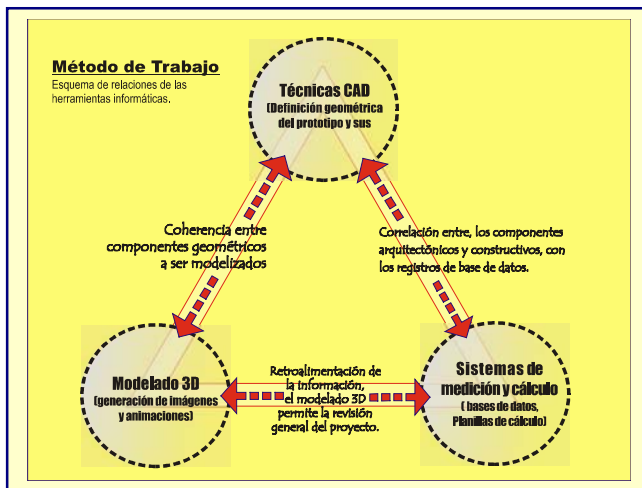 Método de Trabajo
Esquema de relaciones de las
herramientas informáticas.
Técnicas CAD
(Definición geométrica
del prototipo y sus
Coherencia entre
componentes geométricos
a ser modelizados
Correlación entre, los componentes
arquitectónicos y constructivos, con
los registros de base de datos.
Modelado 3D
(generación de imágenes
y animaciones)
Retroalimentación de
la información,
el modelado 3D
permite la revisión
general del proyecto.
Sistemas de
medición y cálculo
( bases de datos,
Planillas de cálculo)